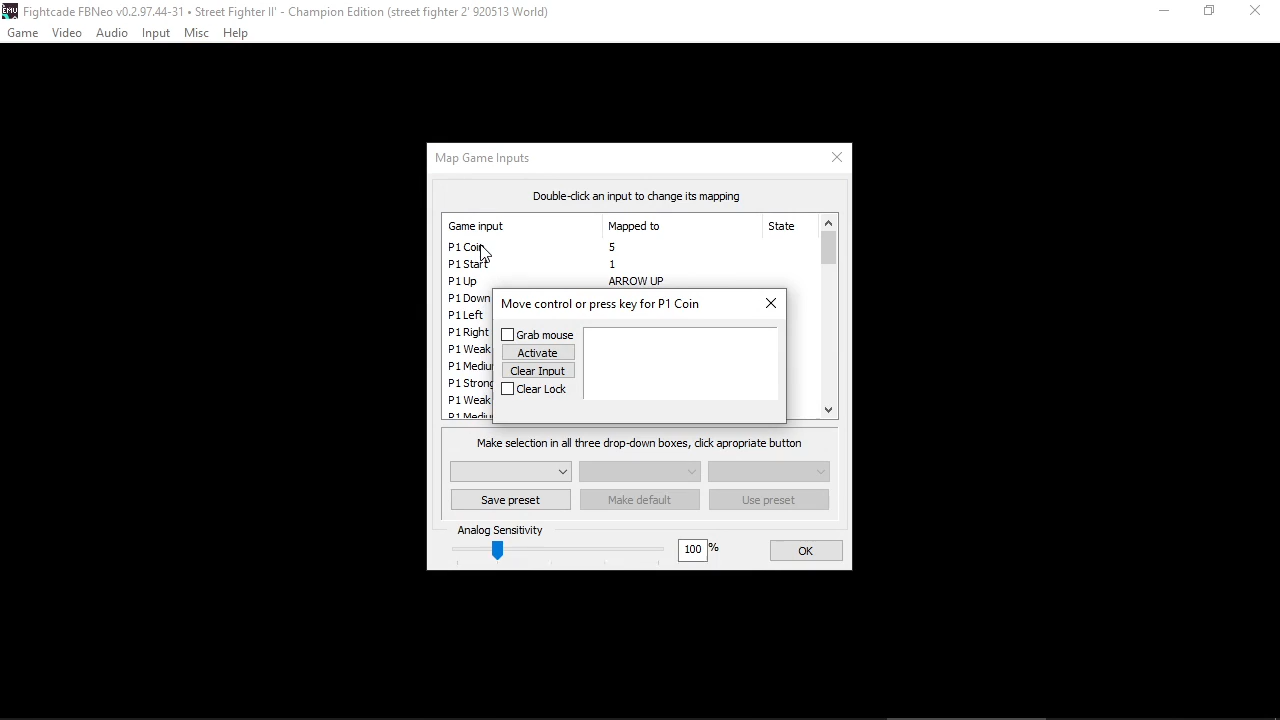 EMU Fightcade FBNeo v0.2.97.44-31 • Street Fighter II' - Champion Edition (street fighter 2' 920513 World)
Game Video Audio Input Misc Help
Map Game Inputs
Double-click an input to change its mapping
Game input Mapped to State
P1 Coin 5
P1 Start 1
P1 Up ARROW UP
P1 Down
P1 Left
P1 Right
P1 Weak
P1 Mediu
P1 Strong
P1 Weak
P1 Mediu
Move control or press key for P1 Coin
Grab mouse
Activate
Clear Input
Clear Lock
Make selection in all three drop-down boxes, click apropriate button
Save preset Make default Use preset
Analog Sensitivity
100 %
OK